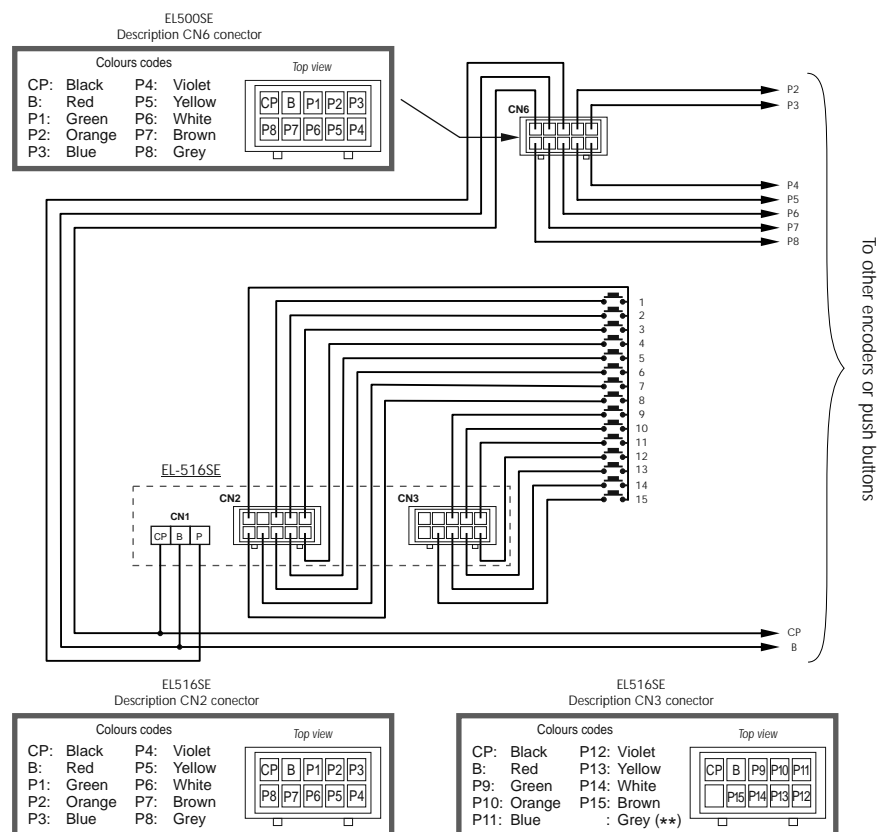 EL500SE
Description CN6 conector
Colours codes
CP: Black P4: Violet
B: Red P5: Yellow
P1: Green P6: White
P2: Orange P7: Brown
P3: Blue P8: Grey
Top view
CP B P1 P2 P3
P8 P7 P6 P5 P4
CN6
P2
P3
P4
P5
P6
P7
P8
To other encoders or push buttons
1
2
3
4
5
6
7
8
9
10
11
12
13
14
15
EL-516SE
CN2
CN3
CN1
CP B P
CP
B
EL516SE
Description CN2 conector
Colours codes
CP: Black P4: Violet
B: Red P5: Yellow
P1: Green P6: White
P2: Orange P7: Brown
P3: Blue P8: Grey
Top view
CP B P1 P2 P3
P8 P7 P6 P5 P4
EL516SE
Description CN3 conector
Colours codes
CP: Black P12: Violet
B: Red P13: Yellow
P9: Green P14: White
P10: Orange P15: Brown
P11: Blue : Grey (**)
Top view
CP B P9 P10 P11
P15 P14 P13 P12